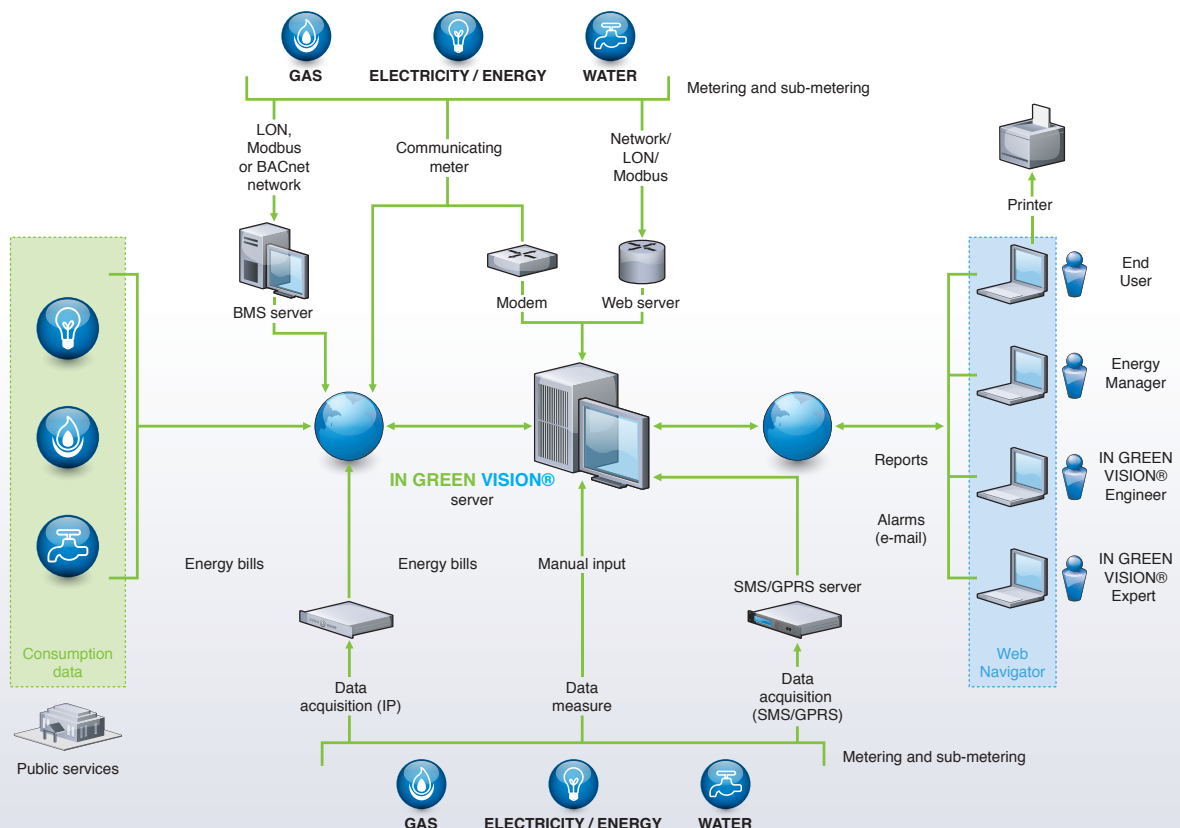 GAS
ELECTRICITY / ENERGY
WATER
Metering and sub-metering
LON,
Modbus
or BACnet
network
Communicating
meter
Network/
LON/
Modbus
Printer
BMS server
Modem
Web server
End
User
Energy
Manager
IN GREEN VISION®
server
Reports
IN GREEN
VISION®
Engineer
Alarms
(e-mail)
Energy bills
Energy bills
Manual input
SMS/GPRS server
IN GREEN
VISION®
Expert
Consumption
data
Web
Navigator
Data
acquisition (IP)
Data
measure
Data
acquisition
(SMS/GPRS)
Public services
Metering and sub-metering
GAS
ELECTRICITY / ENERGY
WATER